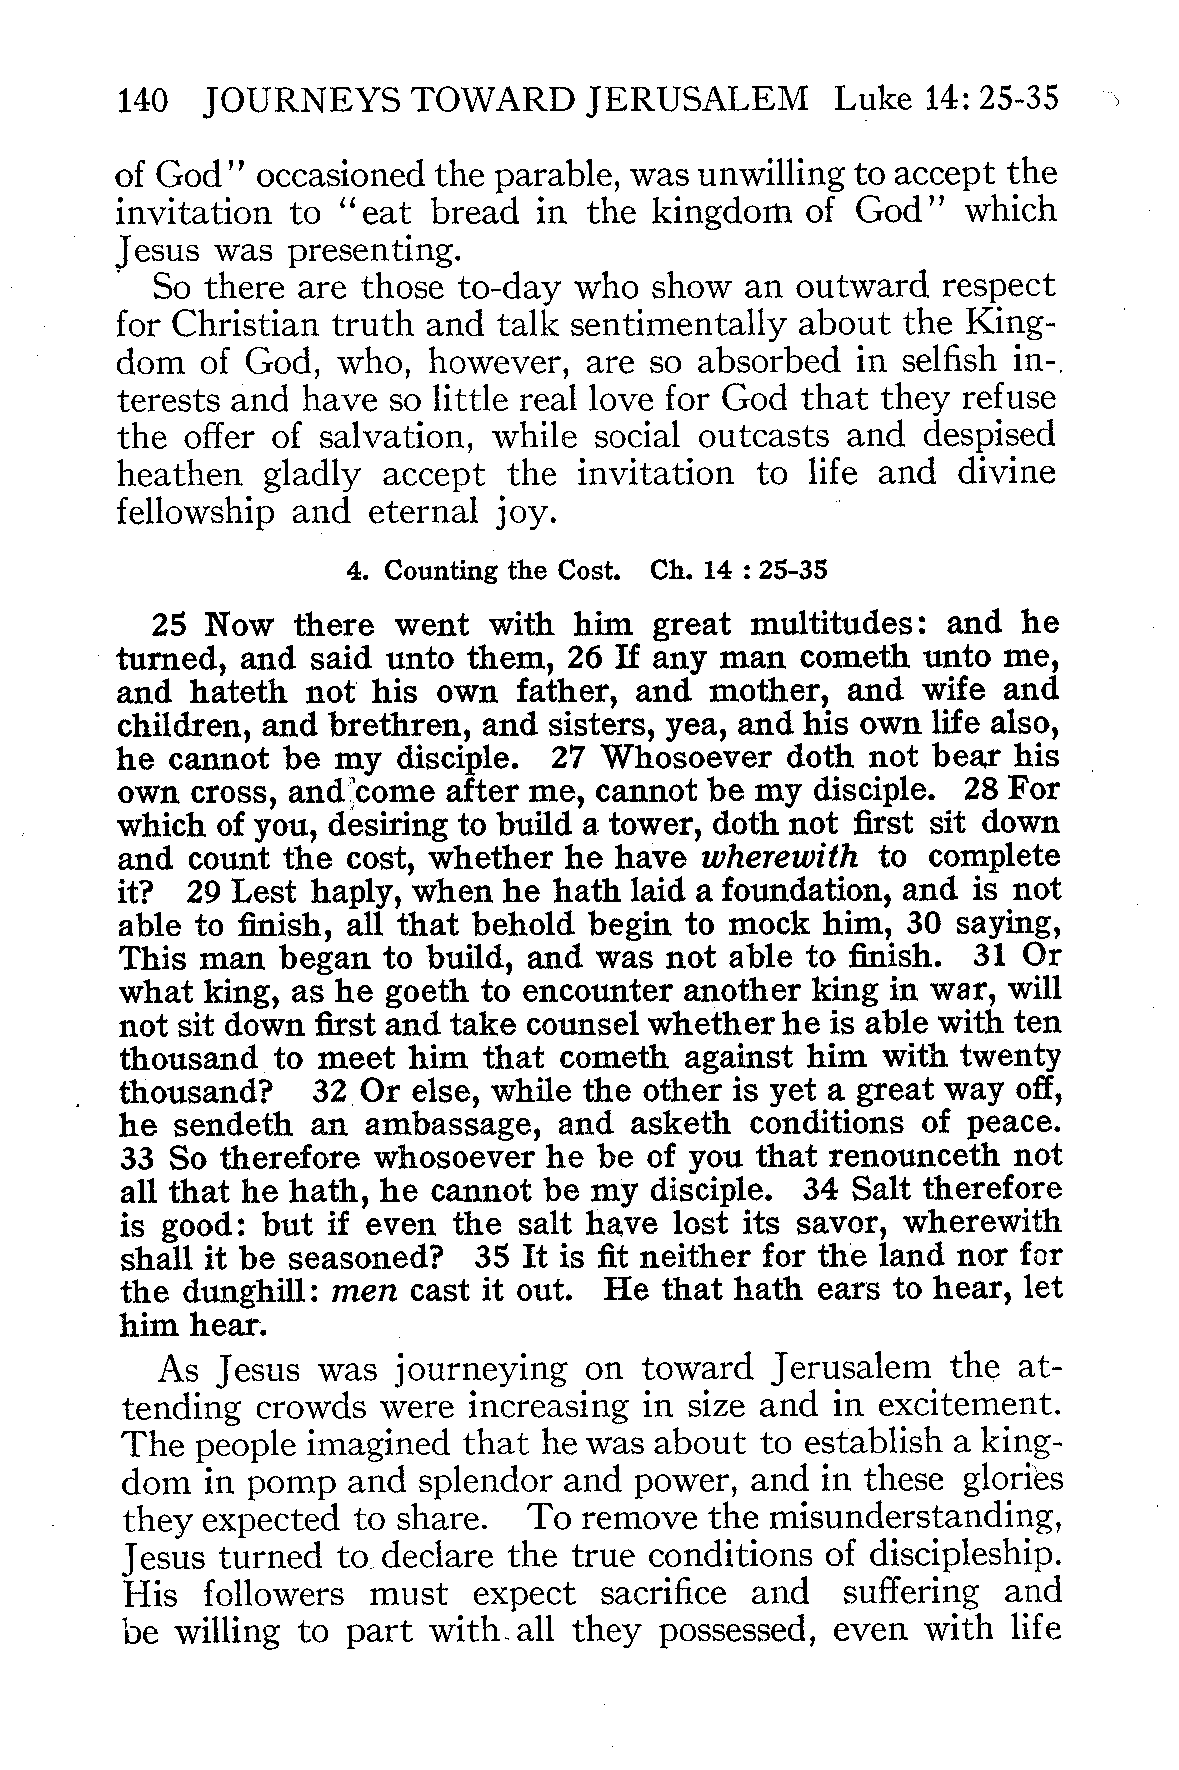 140 JOURNEYS TOWARD JERUSALEM Luke 14: 25-35
of God" occasioned the parable, was unwilling to accept the
invitation to "eat bread in the kingdom of God" which
Jesus was presenting.
So there are those to-day who show an outward respect
for Christian truth and talk sentimentally about the King-
dom of God, who, however, are so absorbed in selfish in-
terests and have so little real love for God that they refuse
the offer of salvation, while social outcasts and despised
heathen gladly accept the invitation to life and divine
fellowship and eternal joy.
4. Counting the Cost. Ch. 14 : 25-35
25 Now there went with him great multitudes: and he
turned, and said unto them, 26 If any man cometh unto me,
and hateth not his own father, and mother, and wife and
children, and brethren, and sisters, yea, and his own life also,
he cannot be my disciple. 27 Whosoever doth not bear his
own cross, and come after me, cannot be my disciple. 28 For
which of you, desiring to build a tower, doth not first sit down
and count the cost, whether he have wherewith to complete
it? 29 Lest haply, when he hath laid a foundation, and is not
able to finish, all that behold begin to mock him, 30 saying,
This man began to build, and was not able to finish. 31 Or
what king, as he goeth to encounter another king in war, will
not sit down first and take counsel whether he is able with ten
thousand to meet him that cometh against him with twenty
thousand? 32 Or else, while the other is yet a great way off,
he sendeth an ambassage, and asketh conditions of peace.
33 So therefore whosoever he be of you that renounceth not
all that he hath, he cannot be my disciple. 34 Salt therefore
is good: but if even the salt have lost its savor, wherewith
shall it be seasoned? 35 It is fit neither for the land nor for
the dunghill: men cast it out. He that hath ears to hear, let
him hear.
As Jesus was journeying on toward Jerusalem the at-
tending crowds were increasing in size and in excitement.
The people imagined that he was about to establish a king-
dom in pomp and splendor and power, and in these glories
they expected to share. To remove the misunderstanding,
Jesus turned to declare the true conditions of discipleship.
His followers must expect sacrifice and suffering and
be willing to part with all they possessed, even with life